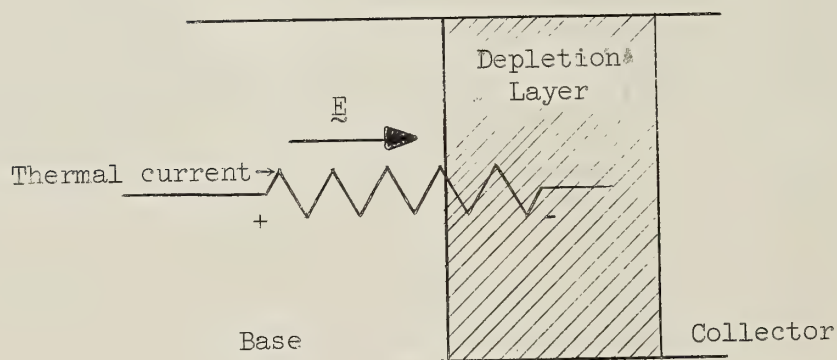 Depletion
Layer
E
Thermal current→
+
-
Base
Collector